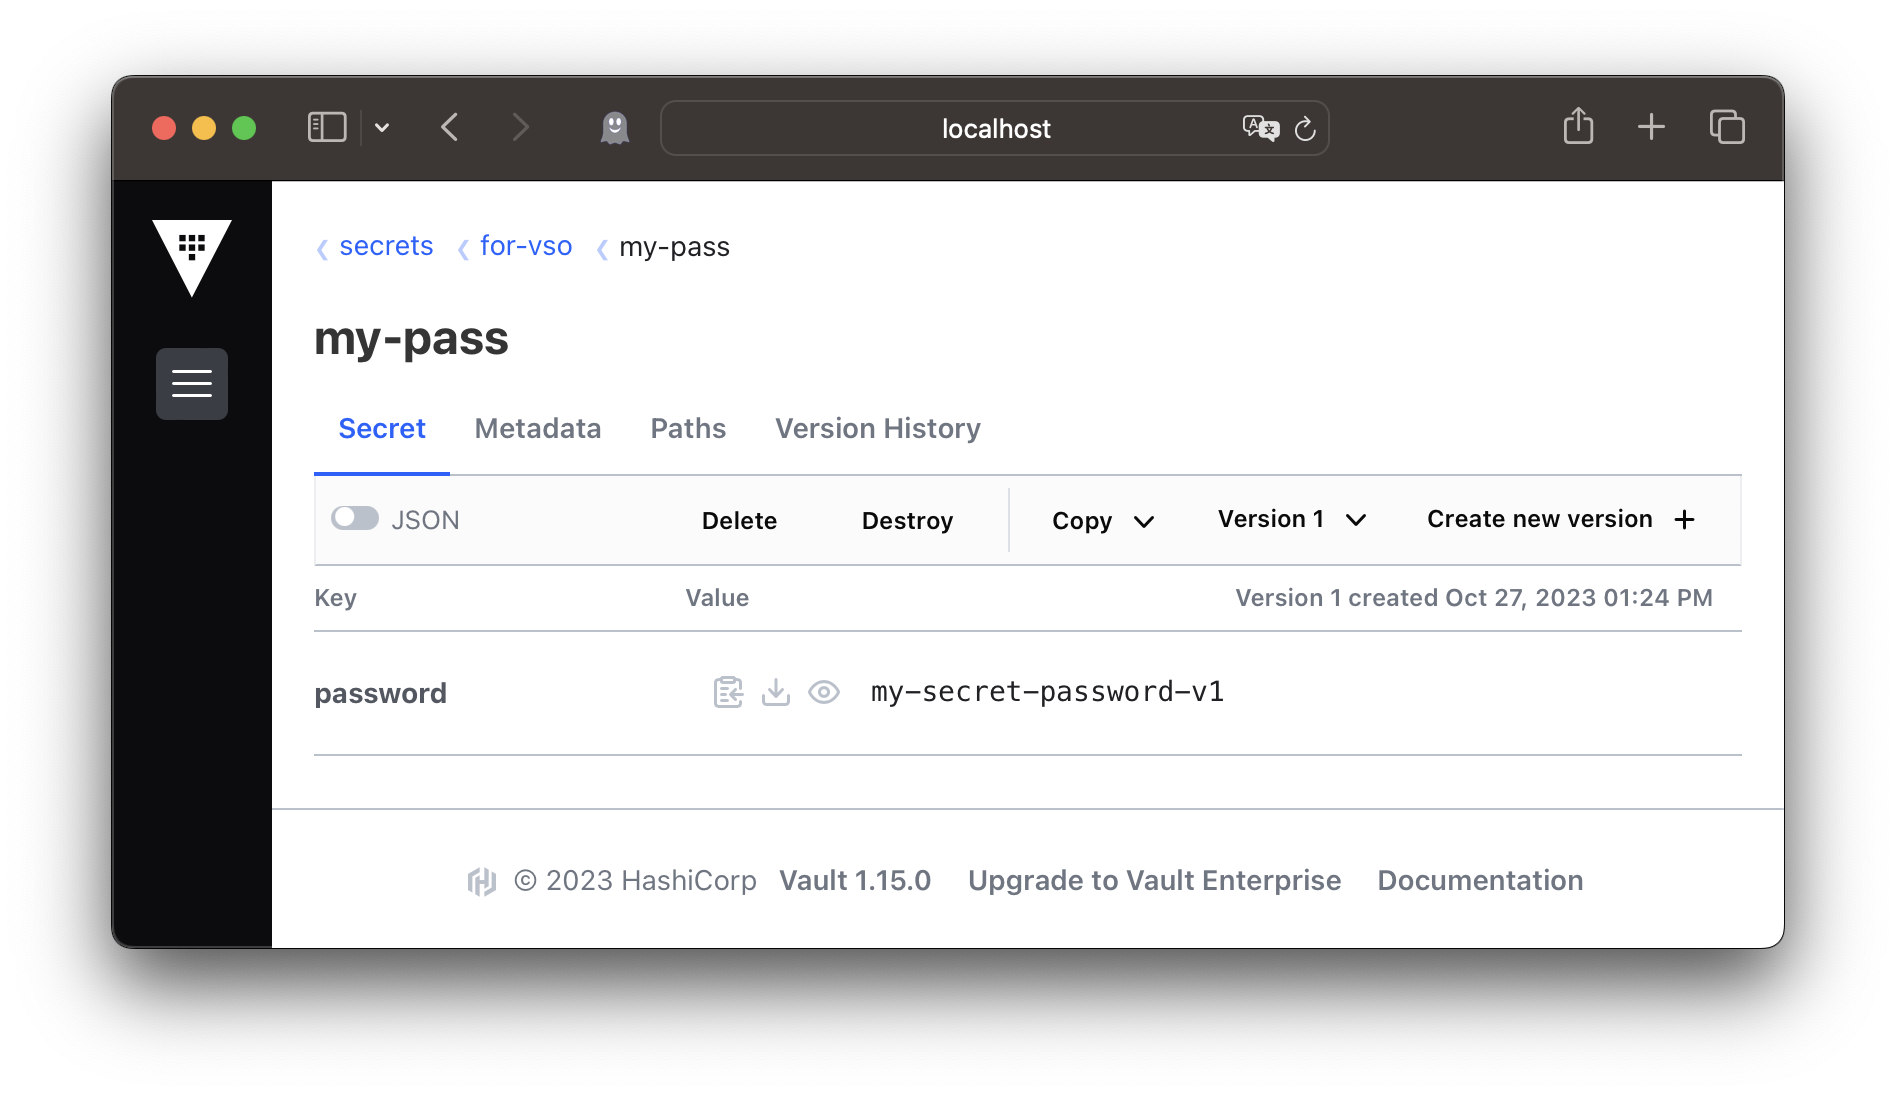 localhost
secrets for-vso my-pass
my-pass
Secret Metadata Paths Version History
JSON Delete Destroy Copy Version 1 Create new version
Key Value Version 1 created Oct 27, 2023 01:24 PM
password my-secret-password-v1
© 2023 HashiCorp Vault 1.15.0 Upgrade to Vault Enterprise Documentation